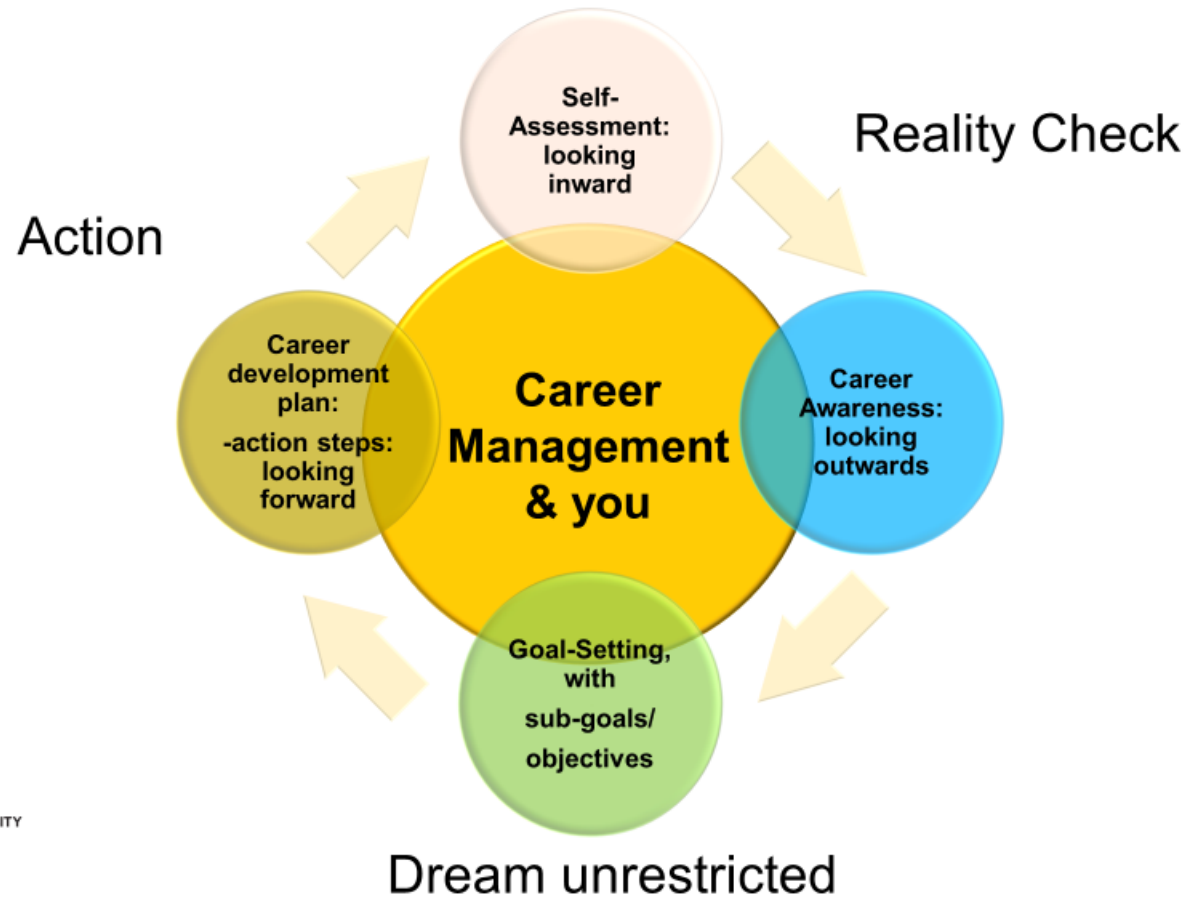 Self-
Assessment:
looking
inward
Reality Check
Action
Career
development
plan:
-action steps:
looking
forward
Career
Management
& you
Career
Awareness:
looking
outwards
Goal-Setting,
with
sub-goals/
objectives
ITY
Dream unrestricted